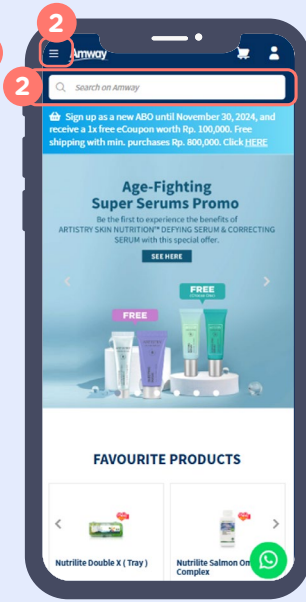 2
Amway
2
Search on Amway
Sign up as a new ABO until November 30, 2024, and
receive a 1x free eCoupon worth Rp. 100,000. Free
shipping with min. purchases Rp. 800,000. Click HERE
Age-Fighting
Super Serums Promo
Be the first to experience the benefits of
ARTISTRY SKIN NUTRITION™ DEFYING SERUM & CORRECTING
SERUM with this special offer.
SEE HERE
FREE
FREE
FAVOURITE PRODUCTS
Nutrilite Double X ( Tray )
Nutrilite Salmon Om
Complex